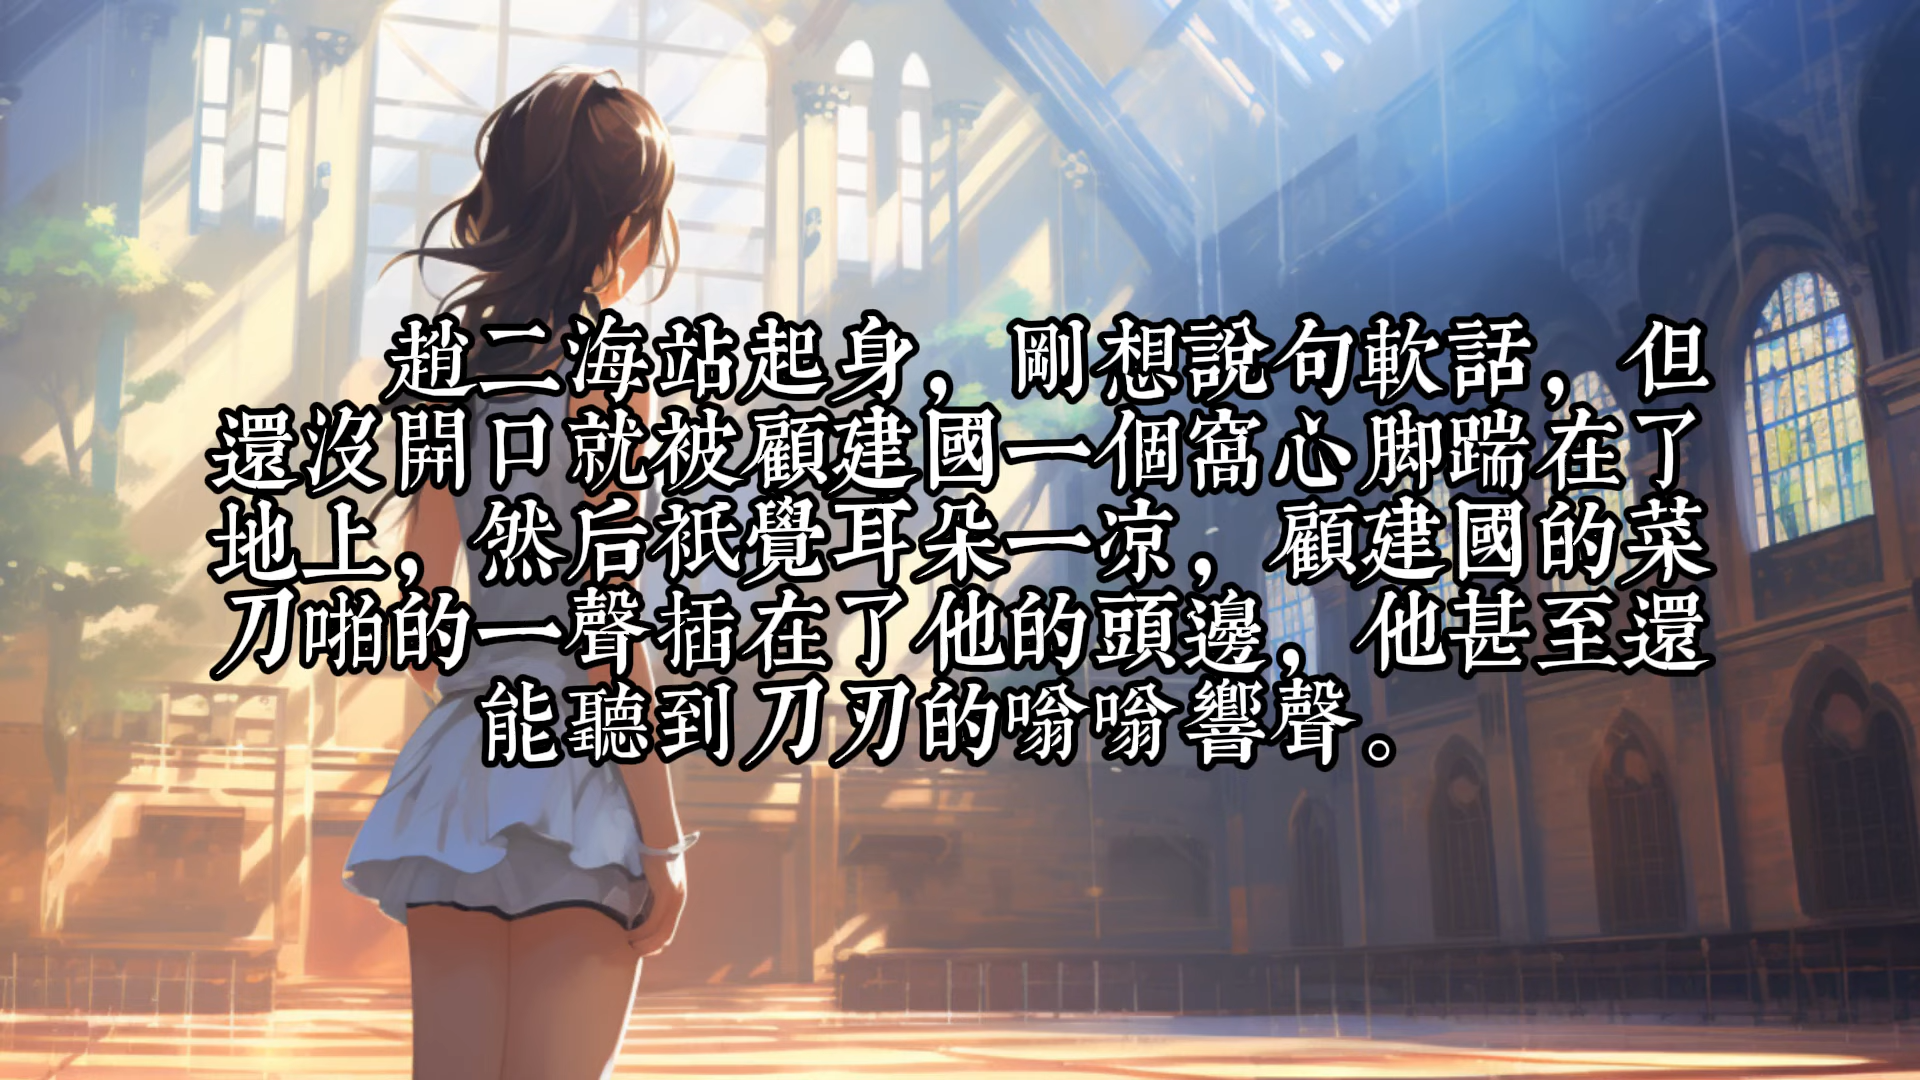 趙二海站起身，剛想說句軟話，但
還沒開口就被顧建國一個窩心脚踹在了
地上，然后祇覺耳朵一凉，顧建國的菜
刀啪的一聲插在了他的頭邊，他甚至還
能聽到刀刃的嗡嗡響聲。